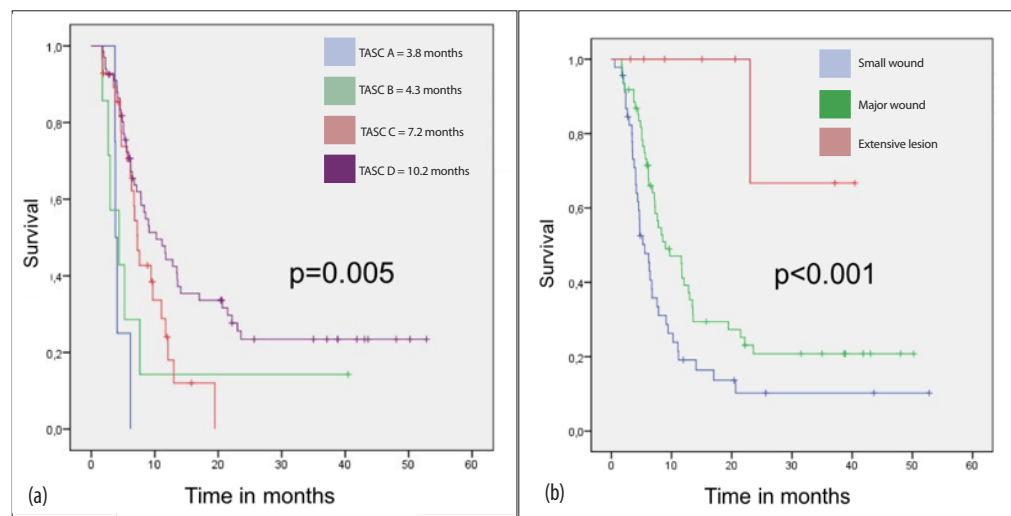 1,0
0,8
0,6
0,4
0,2
0,0
Survival
TASC A = 3.8 months
TASC B = 4.3 months
TASC C = 7.2 months
TASC D = 10.2 months
p=0.005
0 10 20 30 40 50 60
Time in months
(a)
1,0
0,8
0,6
0,4
0,2
0,0
Survival
Small wound
Major wound
Extensive lesion
p<0.001
0 10 20 30 40 50 60
Time in months
(b)